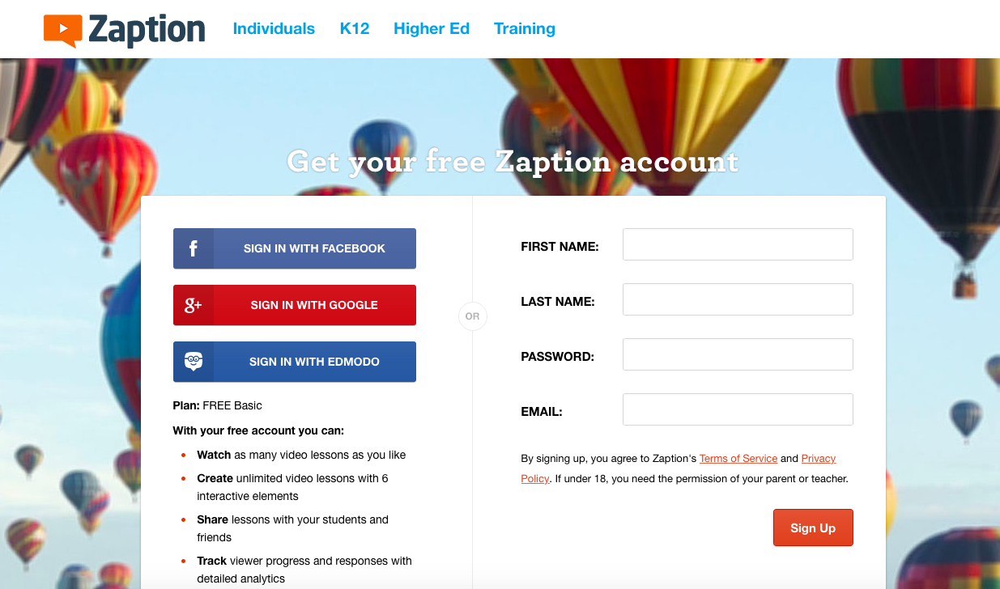 Zaption
Individuals K12 Higher Ed Training
Get your free Zaption account
f SIGN IN WITH FACEBOOK
g+ SIGN IN WITH GOOGLE
SIGN IN WITH EDMODO
Plan: FREE Basic
With your free account you can:
Watch as many video lessons as you like
Create unlimited video lessons with 6
interactive elements
Share lessons with your students and
friends
Track viewer progress and responses with
detailed analytics
OR
FIRST NAME:
LAST NAME:
PASSWORD:
EMAIL:
By signing up, you agree to Zaption's Terms of Service and Privacy
Policy. If under 18, you need the permission of your parent or teacher.
Sign Up